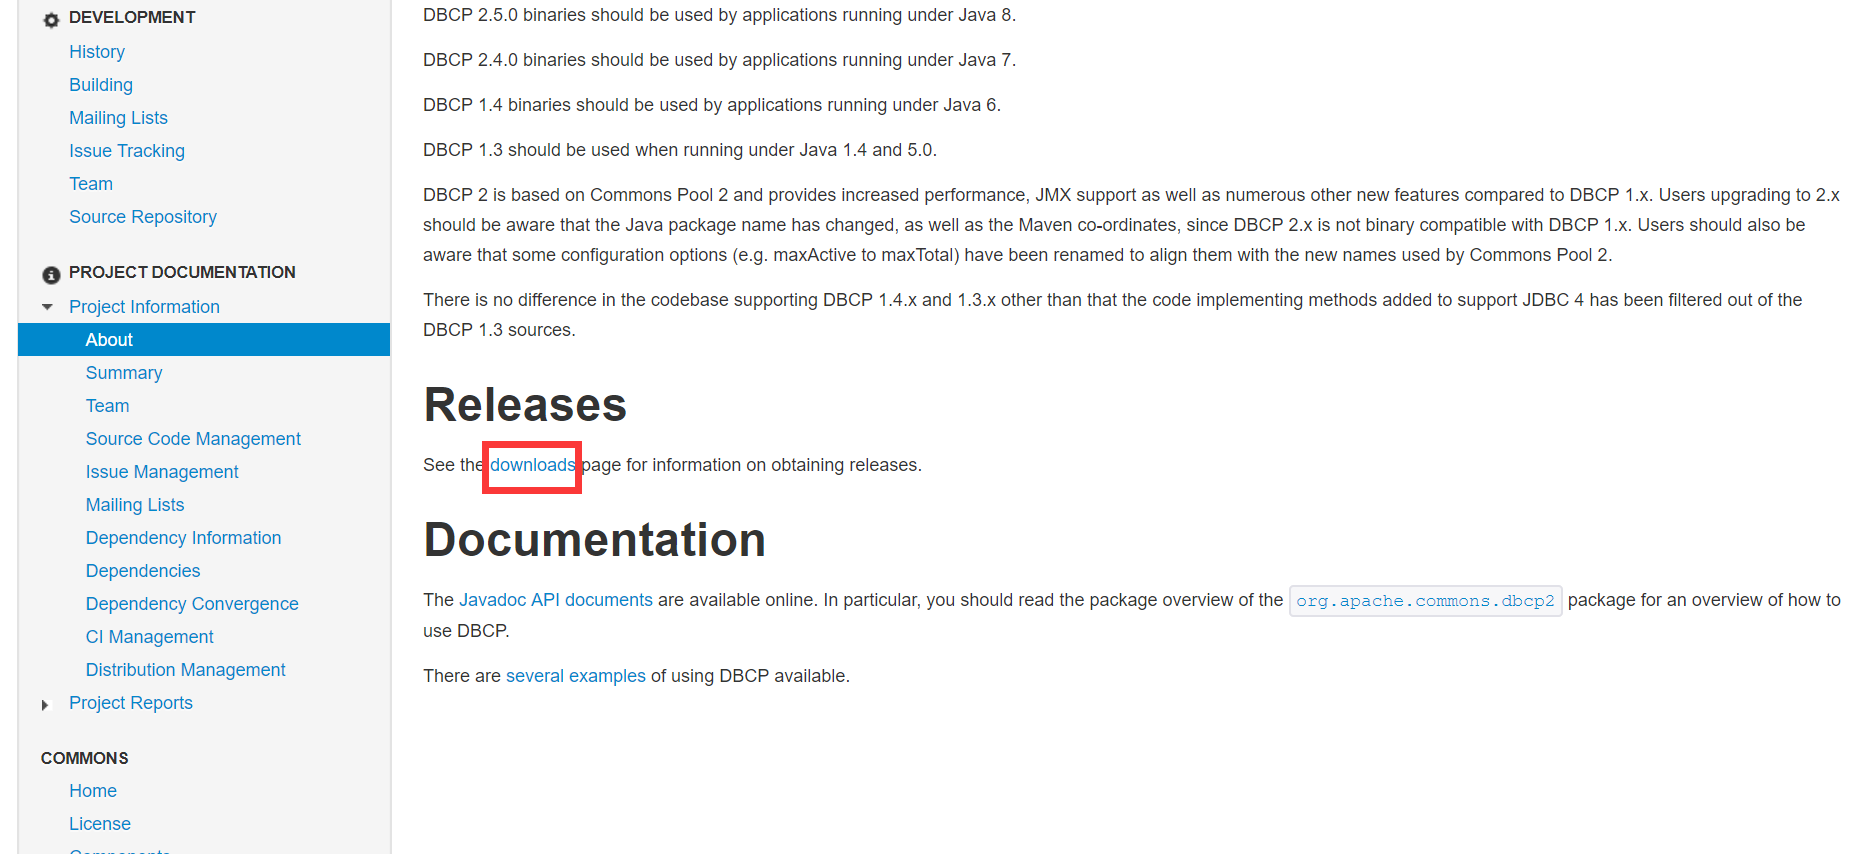 DEVELOPMENT
History
Building
Mailing Lists
Issue Tracking
Team
Source Repository
PROJECT DOCUMENTATION
Project Information
About
Summary
Team
Source Code Management
Issue Management
Mailing Lists
Dependency Information
Dependencies
Dependency Convergence
CI Management
Distribution Management
Project Reports
COMMONS
Home
License
Components
DBCP 2.5.0 binaries should be used by applications running under Java 8.
DBCP 2.4.0 binaries should be used by applications running under Java 7.
DBCP 1.4 binaries should be used by applications running under Java 6.
DBCP 1.3 should be used when running under Java 1.4 and 5.0.
DBCP 2 is based on Commons Pool 2 and provides increased performance, JMX support as well as numerous other new features compared to DBCP 1.x. Users upgrading to 2.x
should be aware that the Java package name has changed, as well as the Maven co-ordinates, since DBCP 2.x is not binary compatible with DBCP 1.x. Users should also be
aware that some configuration options (e.g. maxActive to maxTotal) have been renamed to align them with the new names used by Commons Pool 2.
There is no difference in the codebase supporting DBCP 1.4.x and 1.3.x other than that the code implementing methods added to support JDBC 4 has been filtered out of the
DBCP 1.3 sources.
Releases
See the downloads page for information on obtaining releases.
Documentation
The Javadoc API documents are available online. In particular, you should read the package overview of the org.apache.commons.dbcp2 package for an overview of how to
use DBCP.
There are several examples of using DBCP available.